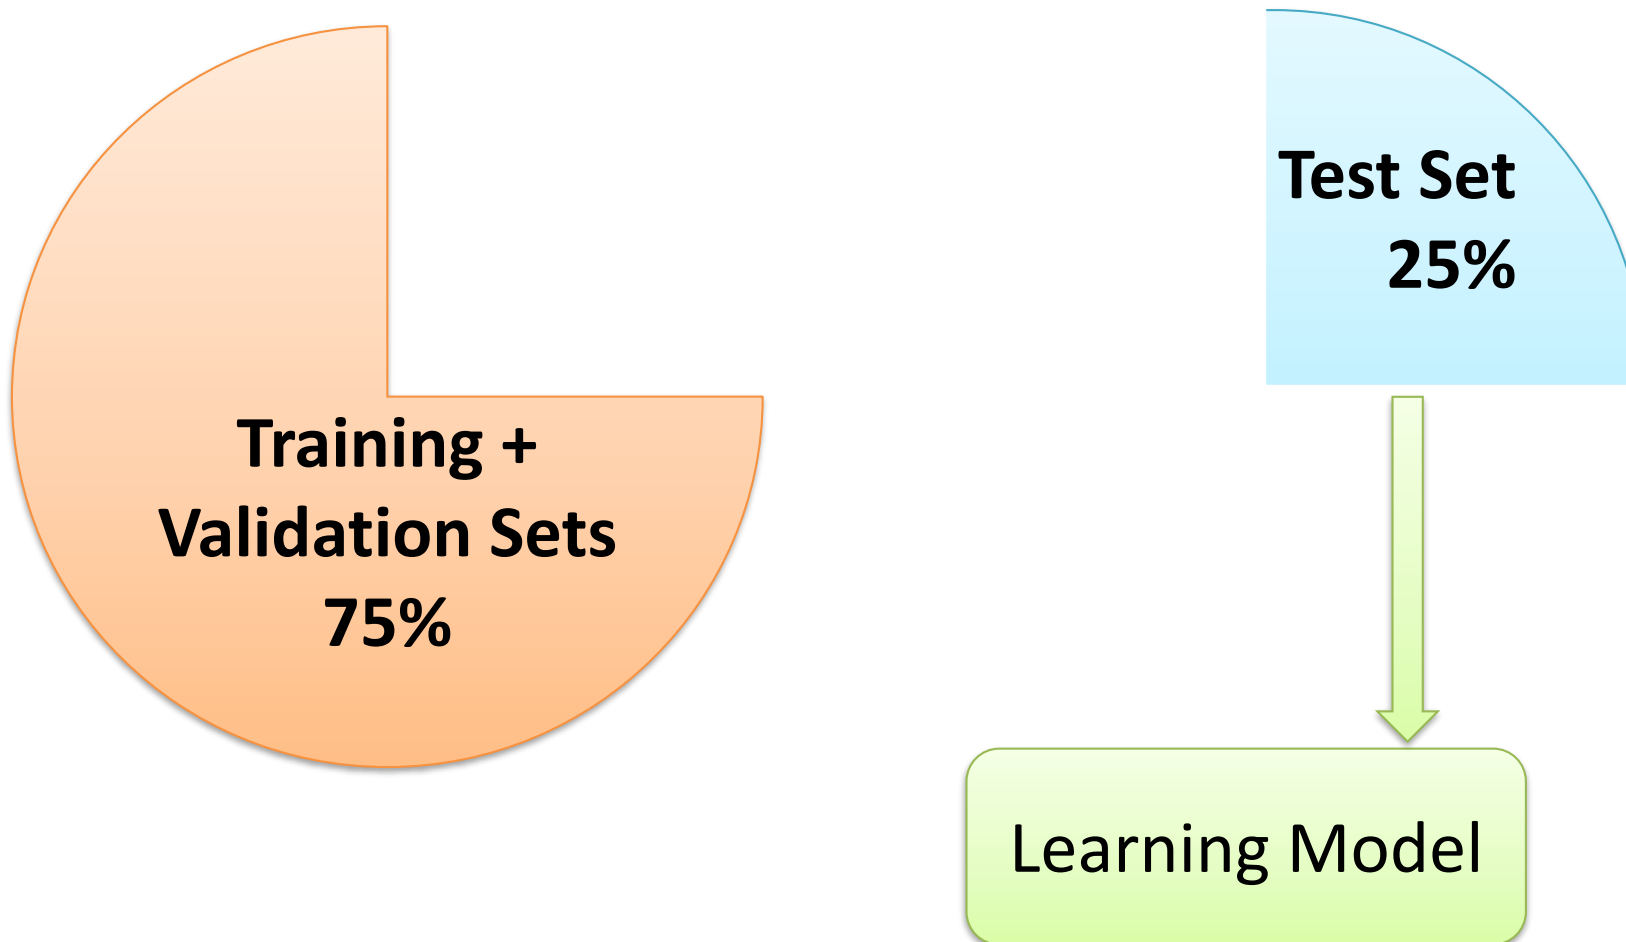 Training +
Validation Sets
75%
Test Set
25%
Learning Model